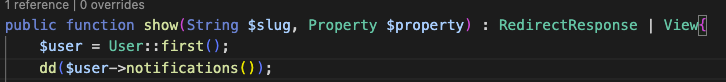 1 reference | 0 overrides
public function show(String $slug, Property $property) : RedirectResponse | View{
$user = User::first();
dd($user->notifications());